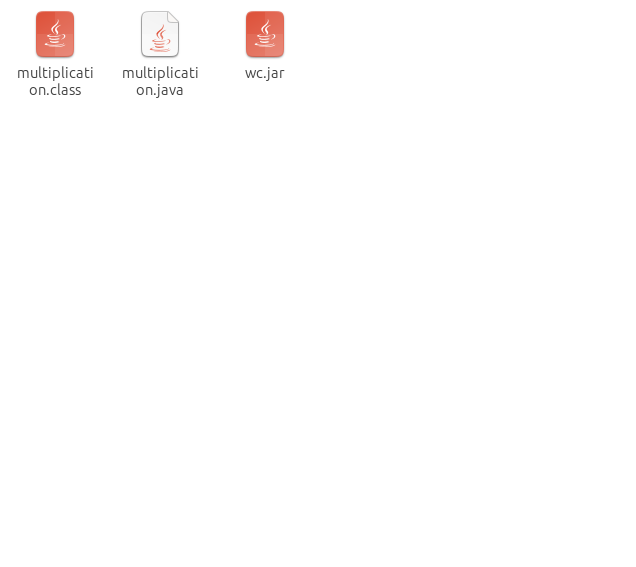 multiplicati
on.class
multiplicati
on.java
wc.jar